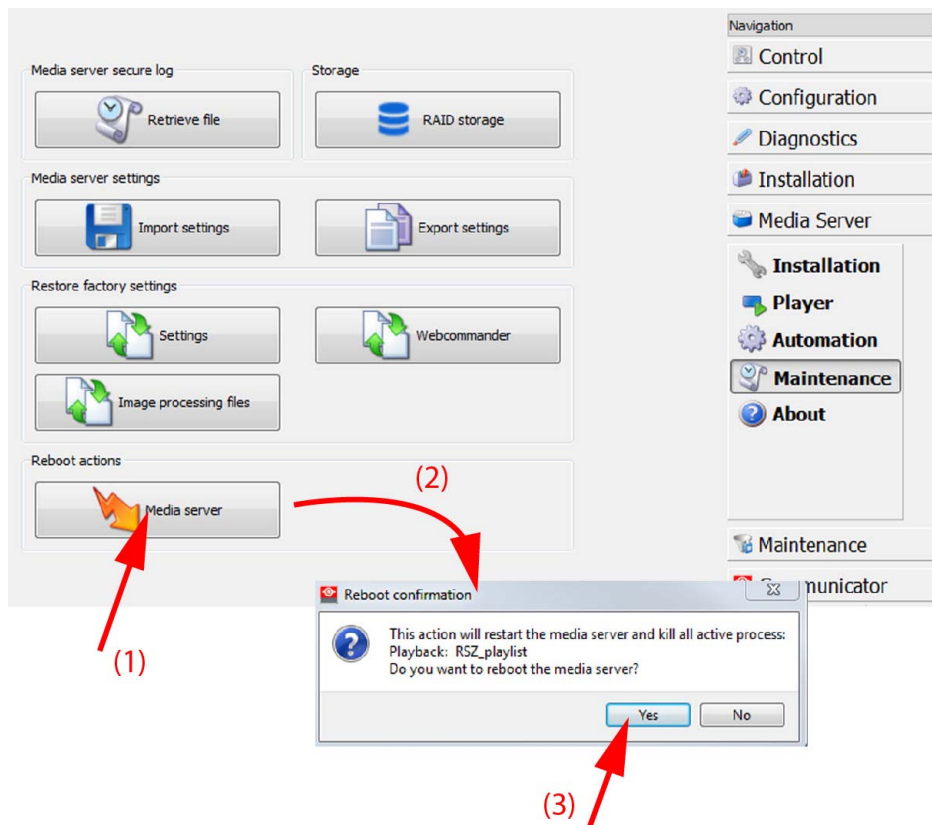 Navigation
Control
Configuration
Diagnostics
Installation
Media Server
Installation
Player
Automation
Maintenance
About
Maintenance
municator
Media server secure log
Retrieve file
Storage
RAID storage
Media server settings
Import settings
Export settings
Restore factory settings
Settings
Webcommander
Image processing files
Reboot actions
Media server
(1)
(2)
Reboot confirmation
This action will restart the media server and kill all active process:
Playback: RSZ_playlist
Do you want to reboot the media server?
Yes
No
(3)